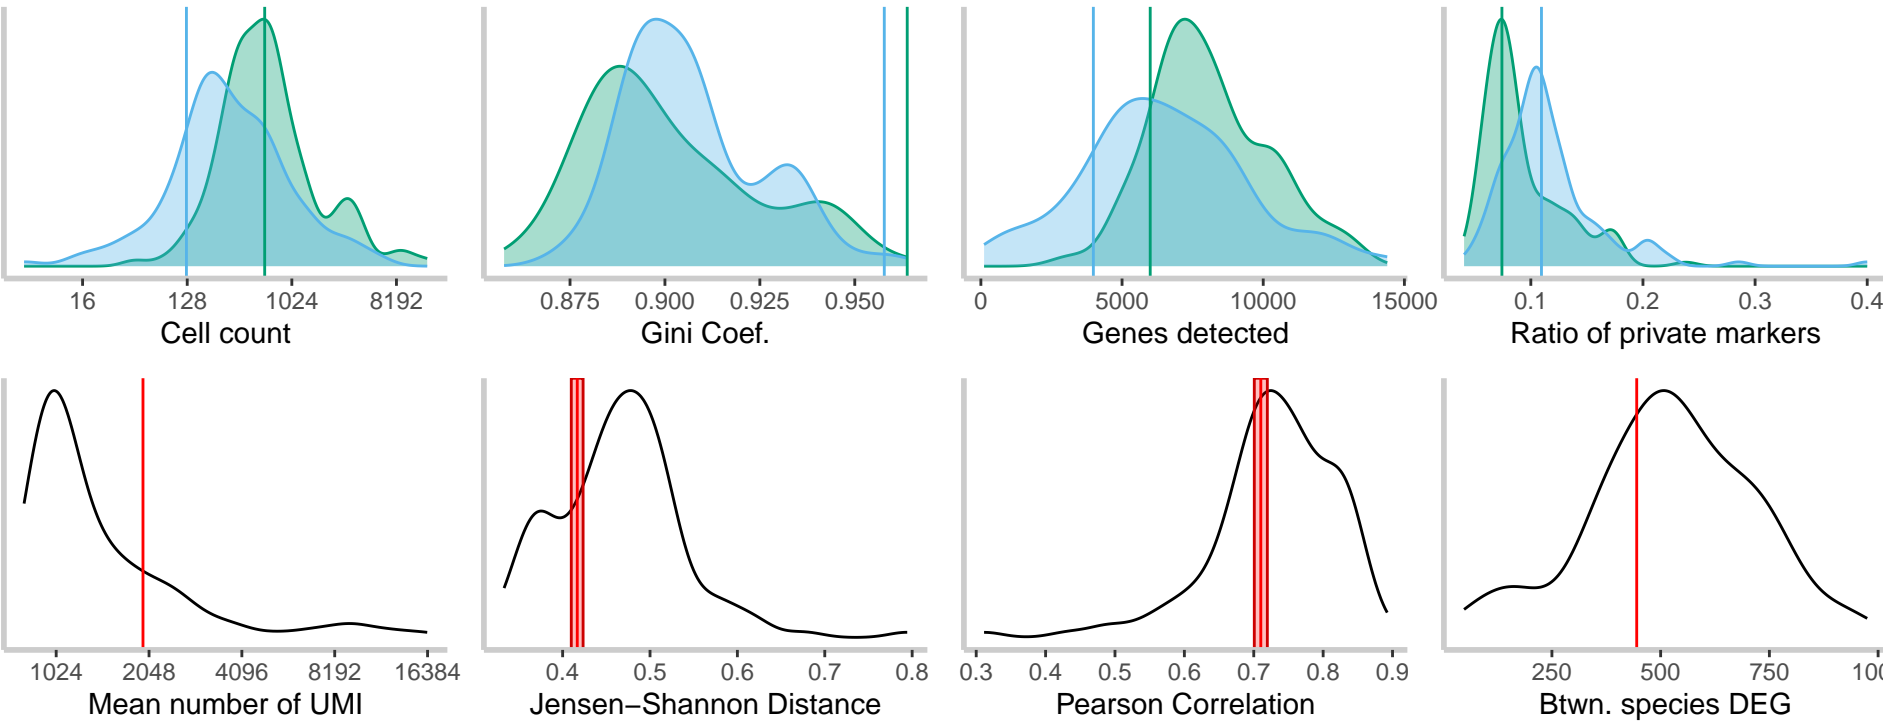 16 128 1024 8192
Cell count
0.875 0.900 0.925 0.950
Gini Coef.
0 5000 10000 15000
Genes detected
0.1 0.2 0.3 0.4
Ratio of private markers
1024 2048 4096 8192 16384
Mean number of UMI
0.4 0.5 0.6 0.7 0.8
Jensen−Shannon Distance
0.3 0.4 0.5 0.6 0.7 0.8 0.9
Pearson Correlation
250 500 750
Btwn. species DEG